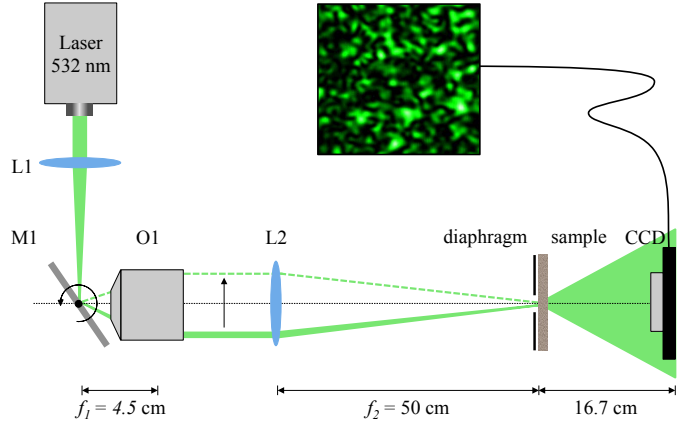 Laser
532 nm
L1
M1
O1
L2
diaphragm
sample
CCD
f₁ = 4.5 cm
f₂ = 50 cm
16.7 cm